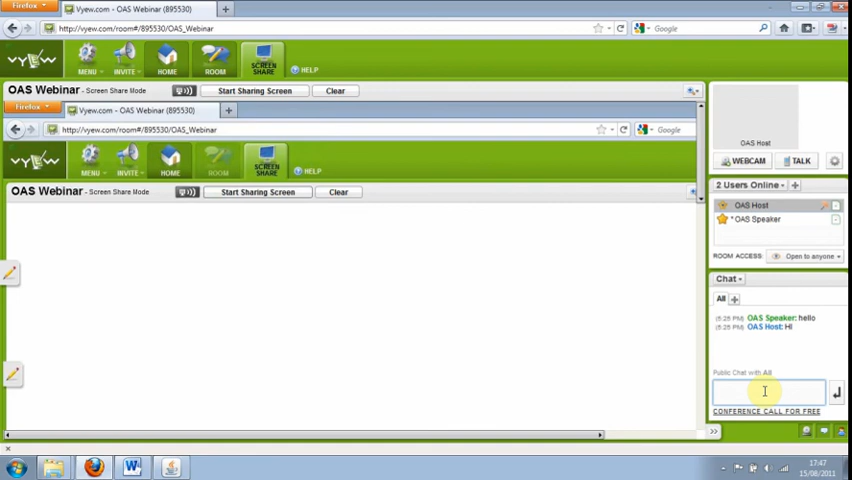 Firefox
Vyew.com - OAS Webinar (895530)
http://vyew.com/room#/895530/OAS_Webinar
Google
VYEW
MENU
INVITE
HOME
ROOM
SCREEN SHARE
HELP
OAS Webinar - Screen Share Mode
Start Sharing Screen
Clear
Firefox
Vyew.com - OAS Webinar (895530)
http://vyew.com/room#/895530/OAS_Webinar
Google
VYEW
MENU
INVITE
HOME
ROOM
SCREEN SHARE
HELP
OAS Webinar - Screen Share Mode
Start Sharing Screen
Clear
OAS Host
WEBCAM
TALK
2 Users Online
OAS Host
* OAS Speaker
ROOM ACCESS:
Open to anyone
Chat
All
(5:25 PM) OAS Speaker: hello
(5:25 PM) OAS Host: HI
Public Chat with All
CONFERENCE CALL FOR FREE
17:47
15/08/2011